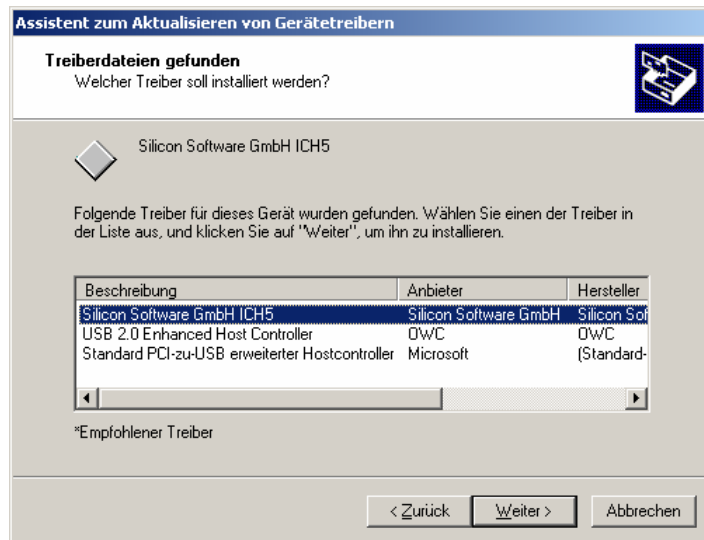 Assistent zum Aktualisieren von Gerätetreibern
Treiberdateien gefunden
Welcher Treiber soll installiert werden?
Silicon Software GmbH ICH5
Folgende Treiber für dieses Gerät wurden gefunden. Wählen Sie einen der Treiber in
der Liste aus, und klicken Sie auf "Weiter", um ihn zu installieren.
Beschreibung Anbieter Hersteller
Silicon Software GmbH ICH5 Silicon Software GmbH Silicon Sof
USB 2.0 Enhanced Host Controller OWC OWC
Standard PCI-zu-USB erweiterter Hostcontroller Microsoft (Standard-
*Empfohlener Treiber
< Zurück Weiter > Abbrechen